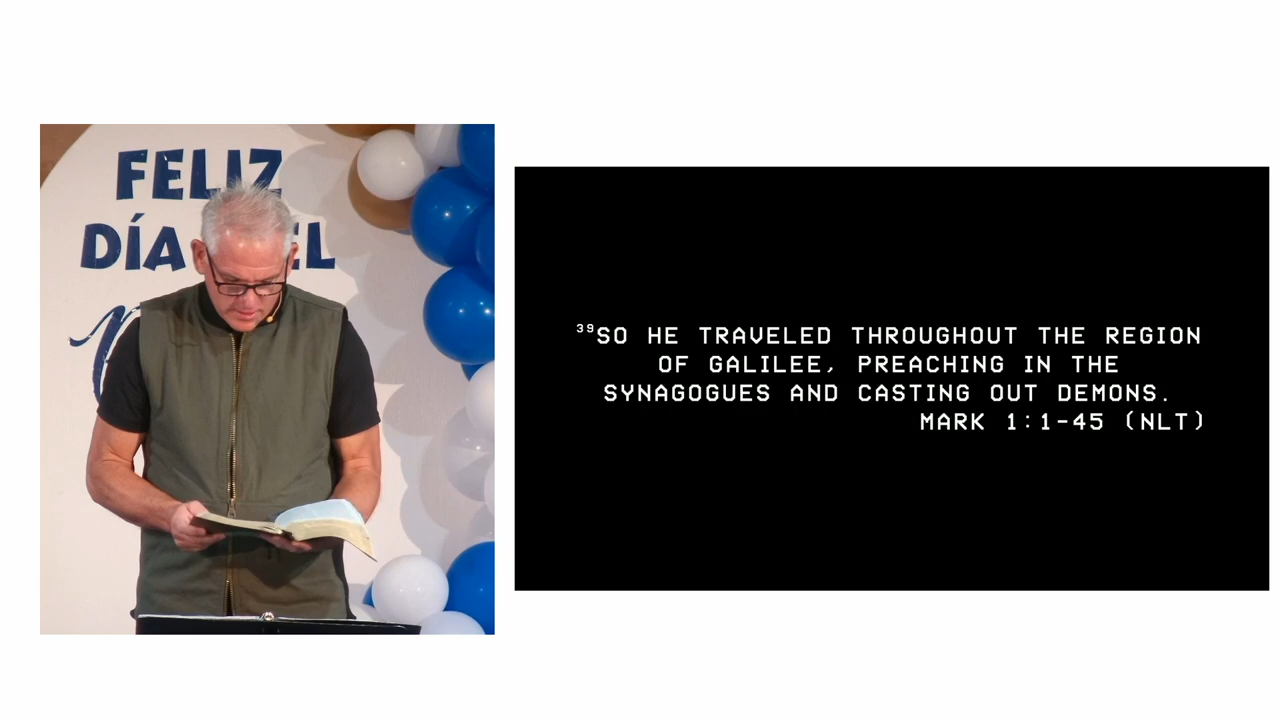 FELIZ
DÍA
³⁹SO HE TRAVELED THROUGHOUT THE REGION
OF GALILEE, PREACHING IN THE
SYNAGOGUES AND CASTING OUT DEMONS.
MARK 1:1-45 (NLT)